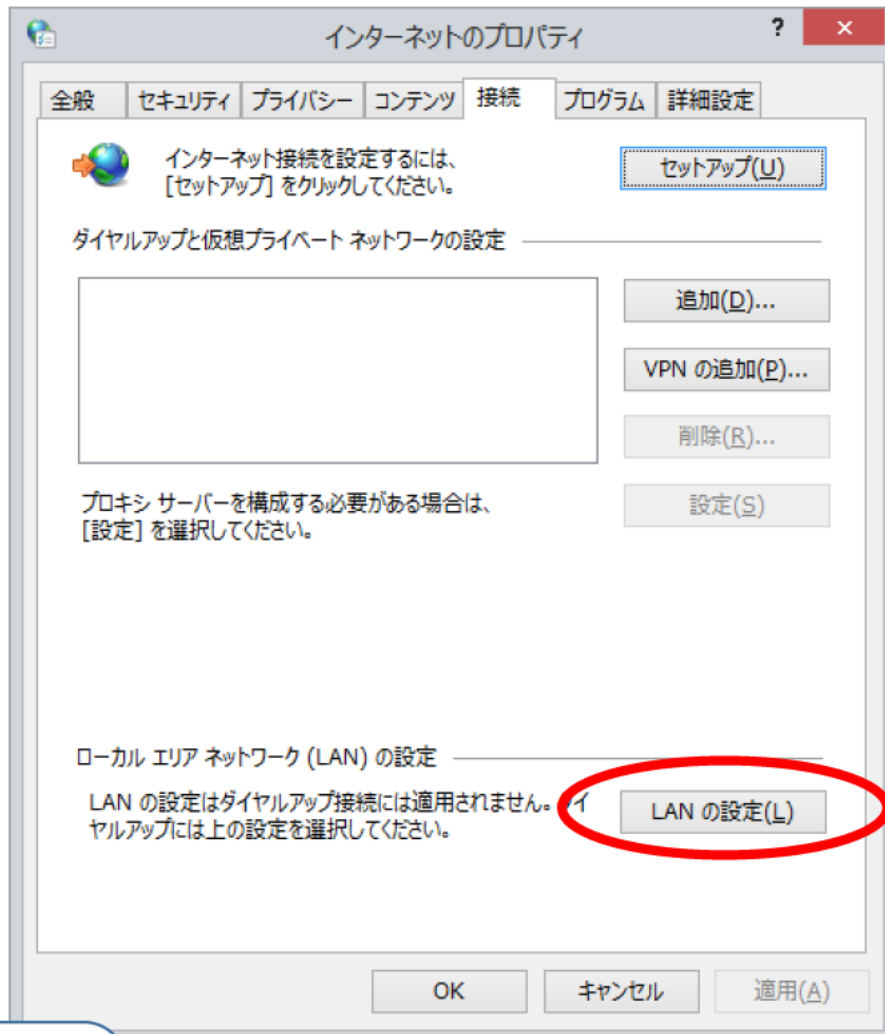 インターネットのプロパティ
?
×
全般 セキュリティ プライバシー コンテンツ 接続 プログラム 詳細設定
インターネット接続を設定するには、
[セットアップ] をクリックしてください。
セットアップ(U)
ダイヤルアップと仮想プライベート ネットワークの設定
追加(D)...
VPN の追加(P)...
削除(R)...
プロキシ サーバーを構成する必要がある場合は、
[設定] を選択してください。
設定(S)
ローカル エリア ネットワーク (LAN) の設定
LAN の設定はダイヤルアップ接続には適用されません。ダイ
ヤルアップには上の設定を選択してください。
LAN の設定(L)
OK キャンセル 適用(A)